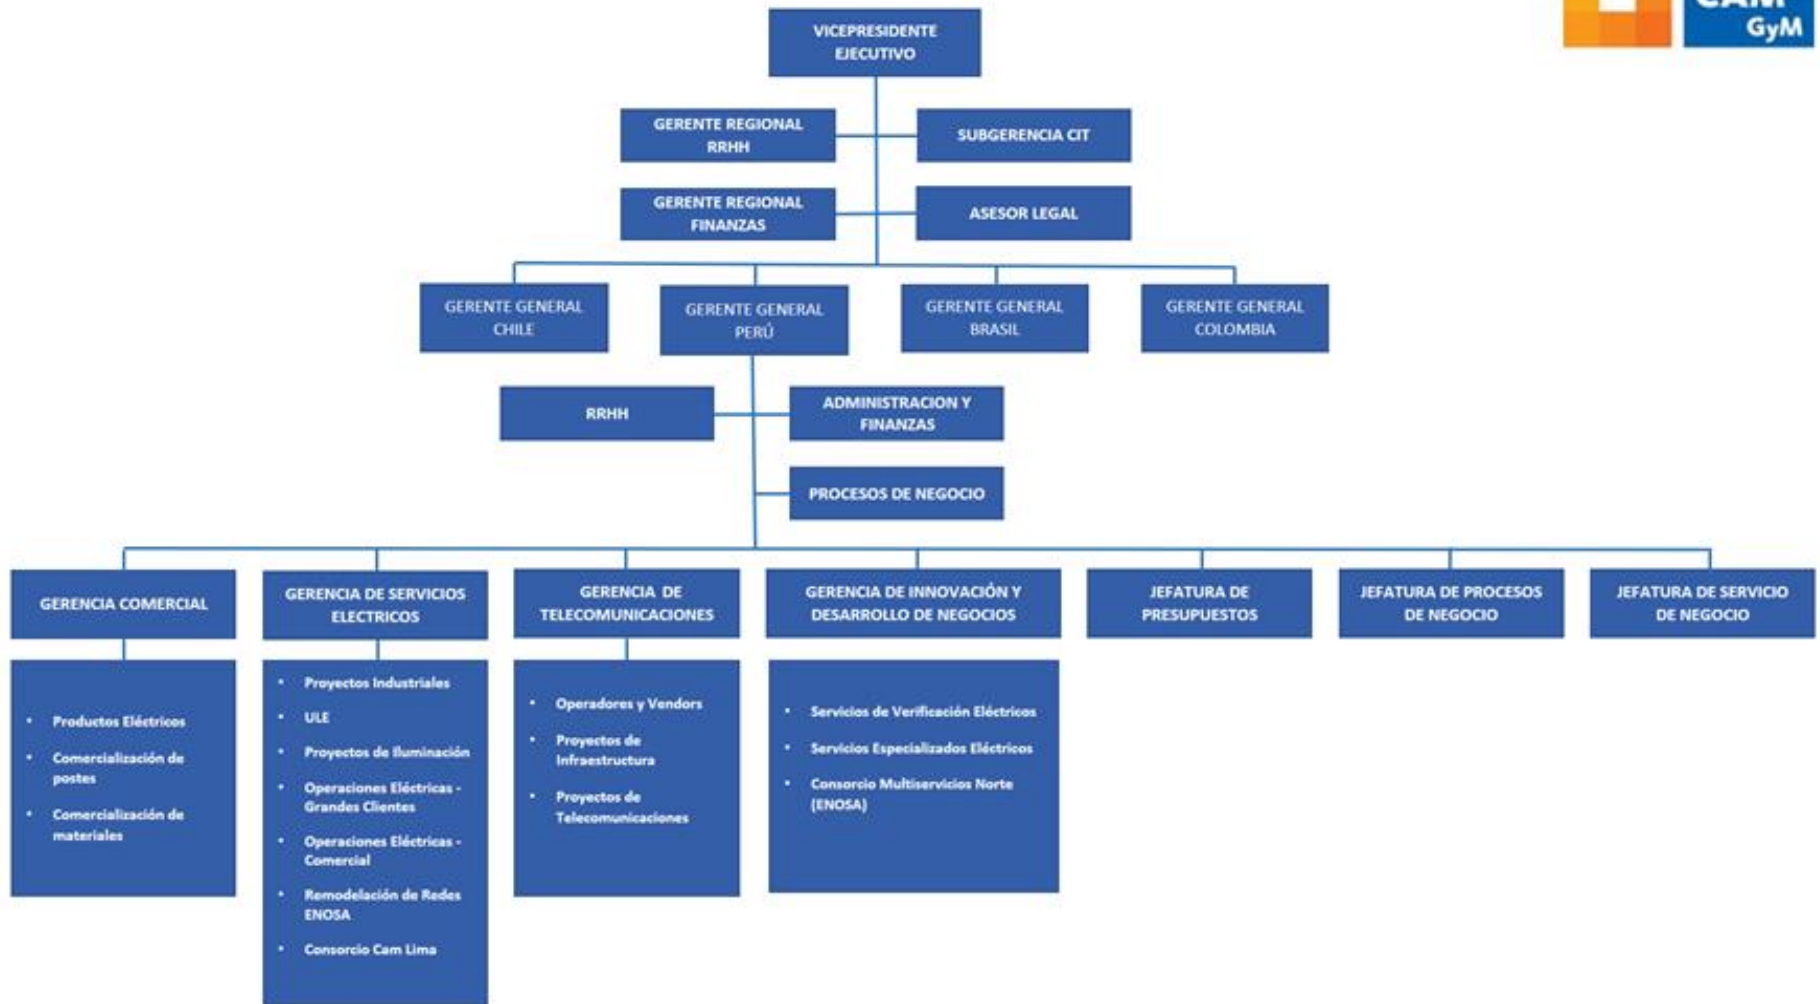 CAM
GyM
VICEPRESIDENTE
EJECUTIVO
GERENTE REGIONAL
RRHH
SUBGERENCIA CIT
GERENTE REGIONAL
FINANZAS
ASESOR LEGAL
GERENTE GENERAL
CHILE
GERENTE GENERAL
PERÚ
GERENTE GENERAL
BRASIL
GERENTE GENERAL
COLOMBIA
RRHH
ADMINISTRACION Y
FINANZAS
PROCESOS DE NEGOCIO
GERENCIA COMERCIAL
GERENCIA DE SERVICIOS
ELECTRICOS
GERENCIA DE
TELECOMUNICACIONES
GERENCIA DE INNOVACIÓN Y
DESARROLLO DE NEGOCIOS
JEFATURA DE
PRESUPUESTOS
JEFATURA DE PROCESOS
DE NEGOCIO
JEFATURA DE SERVICIO
DE NEGOCIO
• Productos Eléctricos
• Comercialización de
postes
• Comercialización de
materiales
• Proyectos Industriales
• ULE
• Proyectos de Iluminación
• Operaciones Eléctricas -
Grandes Clientes
• Operaciones Eléctricas -
Comercial
• Remodelación de Redes
ENOSA
• Consorcio Cam Lima
• Operadores y Vendors
• Proyectos de
Infraestructura
• Proyectos de
Telecomunicaciones
• Servicios de Verificación Eléctricos
• Servicios Especializados Eléctricos
• Consorcio Multiservicios Norte
(ENOSA)